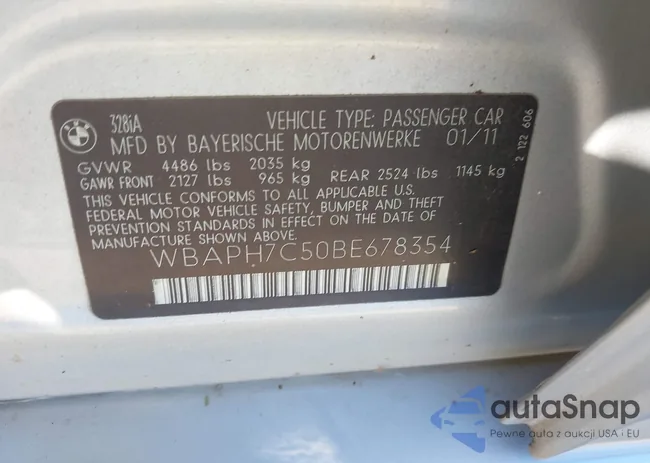 BMW
328iA
VEHICLE TYPE: PASSENGER CAR
MFD BY BAYERISCHE MOTORENWERKE 01/11
GVWR 4486 lbs 2035 kg
GAWR FRONT 2127 lbs 965 kg REAR 2524 lbs 1145 kg
THIS VEHICLE CONFORMS TO ALL APPLICABLE U.S.
FEDERAL MOTOR VEHICLE SAFETY, BUMPER AND THEFT
PREVENTION STANDARDS IN EFFECT ON THE DATE OF
MANUFACTURE SHOWN ABOVE.
WBAPH7C50BE678354
2 122 606
autaSnap
Pewne auta z aukcji USA i EU